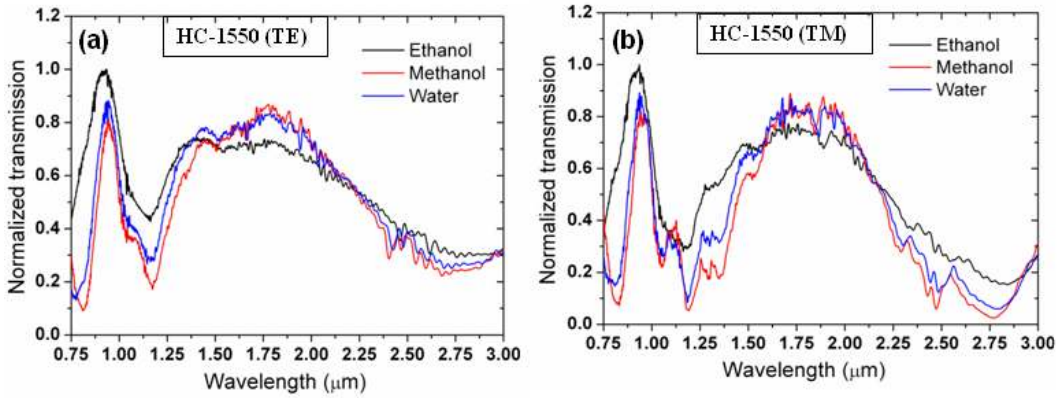 (a)
HC-1550 (TE)
Ethanol
Methanol
Water
Normalized transmission
1.2
1.0
0.8
0.6
0.4
0.2
0.0
0.75 1.00 1.25 1.50 1.75 2.00 2.25 2.50 2.75 3.00
Wavelength (μm)
(b)
HC-1550 (TM)
Ethanol
Methanol
Water
Normalized transmission
1.2
1.0
0.8
0.6
0.4
0.2
0.0
0.75 1.00 1.25 1.50 1.75 2.00 2.25 2.50 2.75 3.00
Wavelength (μm)